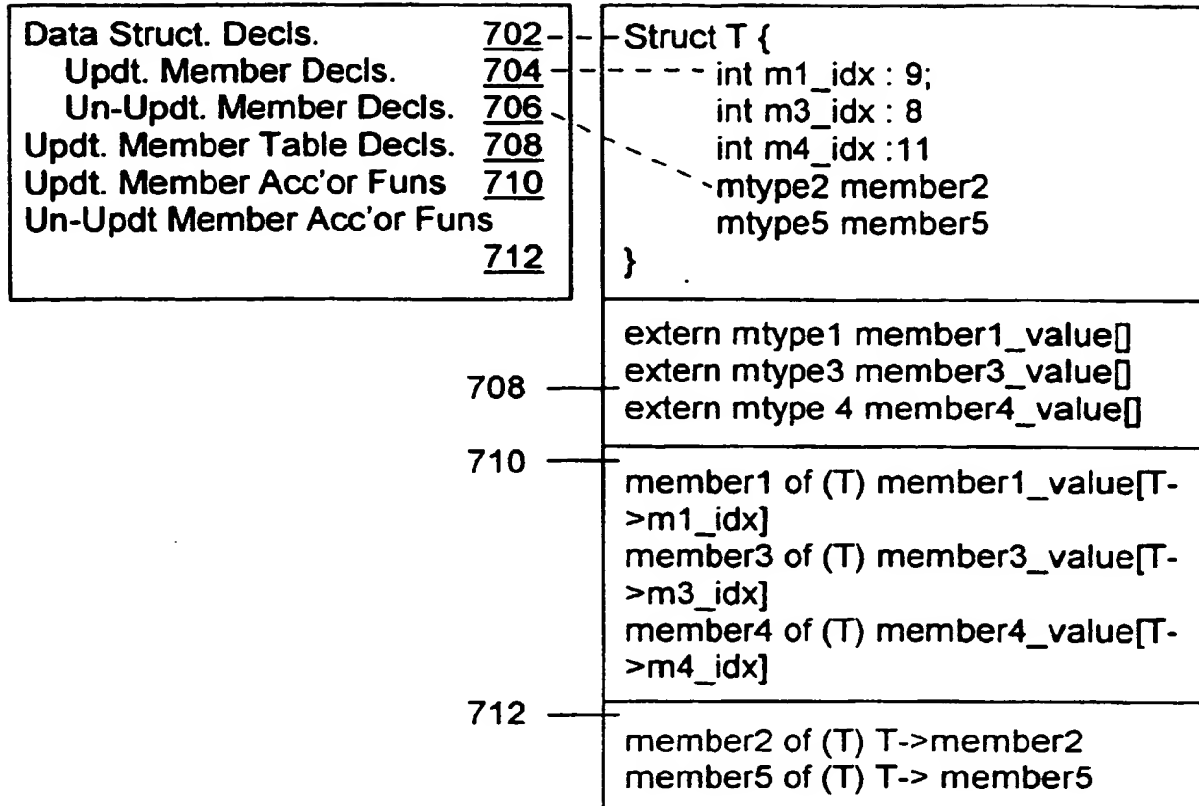 Data Struct. Decls. 702
Updt. Member Decls. 704
Un-Updt. Member Decls. 706
Updt. Member Table Decls. 708
Updt. Member Acc'or Funs 710
Un-Updt Member Acc'or Funs
712
Struct T {
int m1_idx : 9;
int m3_idx : 8
int m4_idx :11
mtype2 member2
mtype5 member5
}
708
extern mtype1 member1_value[]
extern mtype3 member3_value[]
extern mtype 4 member4_value[]
710
member1 of (T) member1_value[T-
>m1_idx]
member3 of (T) member3_value[T-
>m3_idx]
member4 of (T) member4_value[T-
>m4_idx]
712
member2 of (T) T->member2
member5 of (T) T-> member5